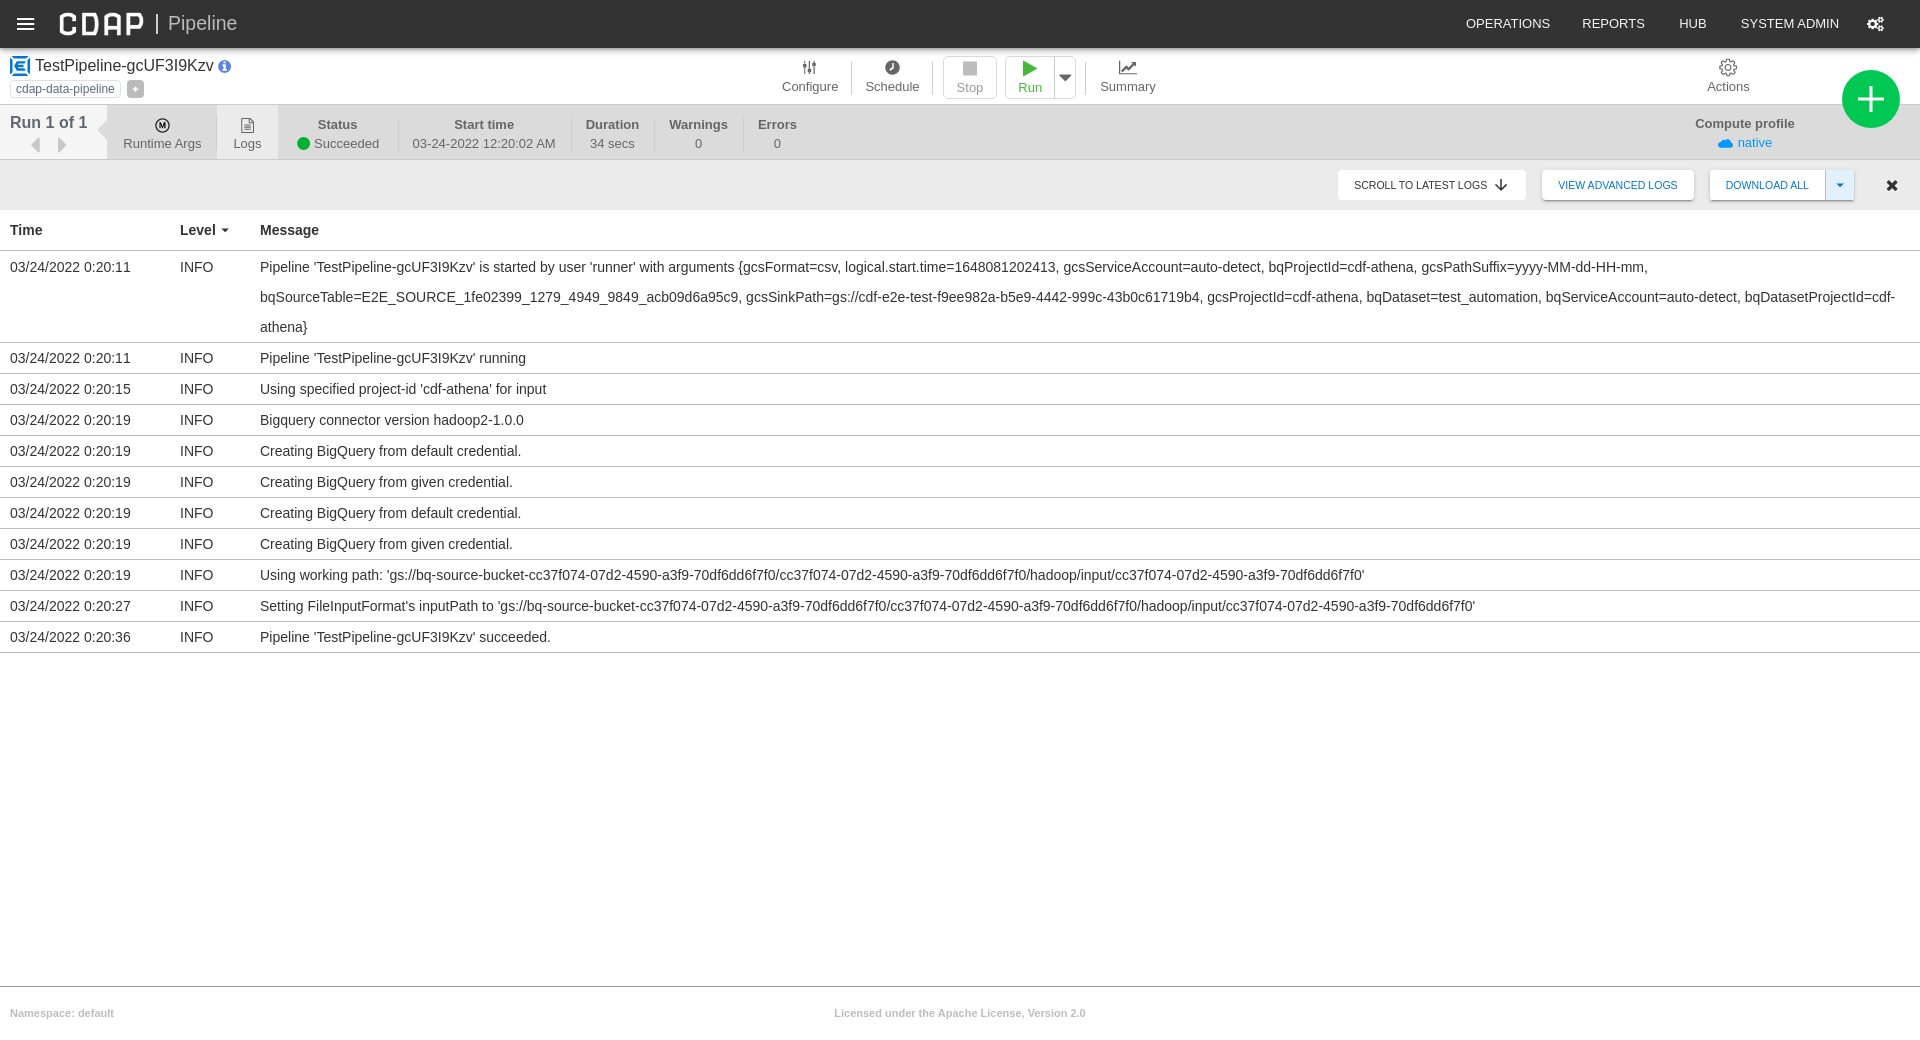 CDAP | Pipeline OPERATIONS REPORTS HUB SYSTEM ADMIN
TestPipeline-gcUF3I9Kzv
cdap-data-pipeline +
Configure Schedule Stop Run Summary Actions
Run 1 of 1
Runtime Args Logs
Status Start time Duration Warnings Errors Compute profile
Succeeded 03-24-2022 12:20:02 AM 34 secs 0 0 native
SCROLL TO LATEST LOGS VIEW ADVANCED LOGS DOWNLOAD ALL
Time Level Message
03/24/2022 0:20:11 INFO Pipeline 'TestPipeline-gcUF3I9Kzv' is started by user 'runner' with arguments {gcsFormat=csv, logical.start.time=1648081202413, gcsServiceAccount=auto-detect, bqProjectId=cdf-athena, gcsPathSuffix=yyyy-MM-dd-HH-mm,
bqSourceTable=E2E_SOURCE_1fe02399_1279_4949_9849_acb09d6a95c9, gcsSinkPath=gs://cdf-e2e-test-f9ee982a-b5e9-4442-999c-43b0c61719b4, gcsProjectId=cdf-athena, bqDataset=test_automation, bqServiceAccount=auto-detect, bqDatasetProjectId=cdf-
athena}
03/24/2022 0:20:11 INFO Pipeline 'TestPipeline-gcUF3I9Kzv' running
03/24/2022 0:20:15 INFO Using specified project-id 'cdf-athena' for input
03/24/2022 0:20:19 INFO Bigquery connector version hadoop2-1.0.0
03/24/2022 0:20:19 INFO Creating BigQuery from default credential.
03/24/2022 0:20:19 INFO Creating BigQuery from given credential.
03/24/2022 0:20:19 INFO Creating BigQuery from default credential.
03/24/2022 0:20:19 INFO Creating BigQuery from given credential.
03/24/2022 0:20:19 INFO Using working path: 'gs://bq-source-bucket-cc37f074-07d2-4590-a3f9-70df6dd6f7f0/cc37f074-07d2-4590-a3f9-70df6dd6f7f0/hadoop/input/cc37f074-07d2-4590-a3f9-70df6dd6f7f0'
03/24/2022 0:20:27 INFO Setting FileInputFormat's inputPath to 'gs://bq-source-bucket-cc37f074-07d2-4590-a3f9-70df6dd6f7f0/cc37f074-07d2-4590-a3f9-70df6dd6f7f0/hadoop/input/cc37f074-07d2-4590-a3f9-70df6dd6f7f0'
03/24/2022 0:20:36 INFO Pipeline 'TestPipeline-gcUF3I9Kzv' succeeded.
Namespace: default Licensed under the Apache License, Version 2.0